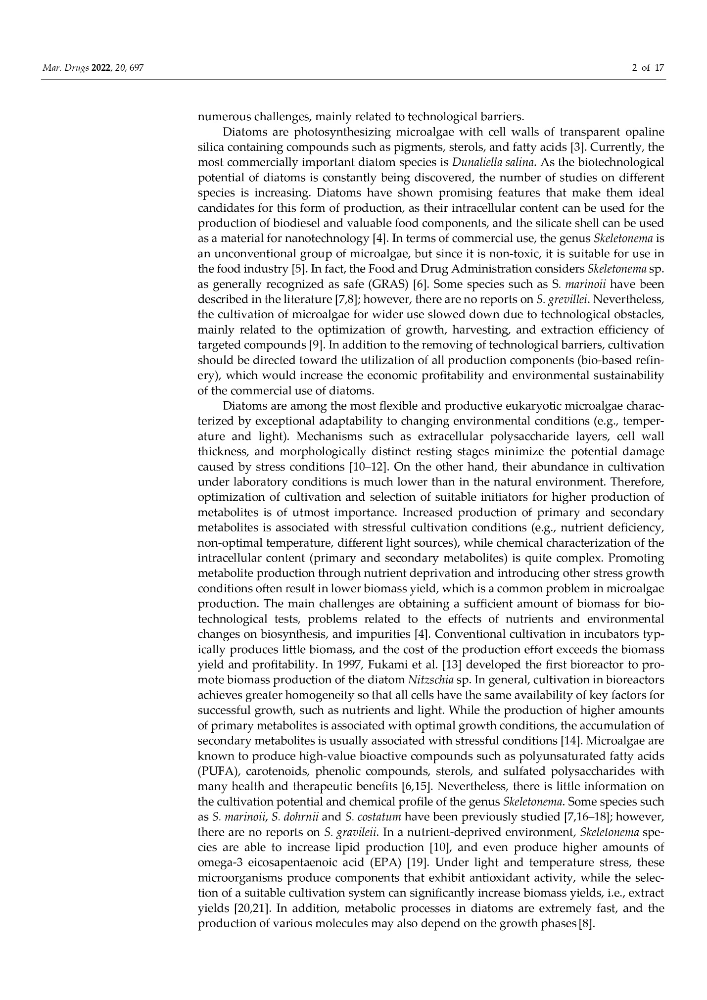 Mar. Drugs 2022, 20, 697
2 of 17
numerous challenges, mainly related to technological barriers.
Diatoms are photosynthesizing microalgae with cell walls of transparent opaline
silica containing compounds such as pigments, sterols, and fatty acids [3]. Currently, the
most commercially important diatom species is Dunaliella salina. As the biotechnological
potential of diatoms is constantly being discovered, the number of studies on different
species is increasing. Diatoms have shown promising features that make them ideal
candidates for this form of production, as their intracellular content can be used for the
production of biodiesel and valuable food components, and the silicate shell can be used
as a material for nanotechnology [4]. In terms of commercial use, the genus Skeletonema is
an unconventional group of microalgae, but since it is non-toxic, it is suitable for use in
the food industry [5]. In fact, the Food and Drug Administration considers Skeletonema sp.
as generally recognized as safe (GRAS) [6]. Some species such as S. marinoii have been
described in the literature [7,8]; however, there are no reports on S. grevillei. Nevertheless,
the cultivation of microalgae for wider use slowed down due to technological obstacles,
mainly related to the optimization of growth, harvesting, and extraction efficiency of
targeted compounds [9]. In addition to the removing of technological barriers, cultivation
should be directed toward the utilization of all production components (bio-based refin-
ery), which would increase the economic profitability and environmental sustainability
of the commercial use of diatoms.
Diatoms are among the most flexible and productive eukaryotic microalgae charac-
terized by exceptional adaptability to changing environmental conditions (e.g., temper-
ature and light). Mechanisms such as extracellular polysaccharide layers, cell wall
thickness, and morphologically distinct resting stages minimize the potential damage
caused by stress conditions [10–12]. On the other hand, their abundance in cultivation
under laboratory conditions is much lower than in the natural environment. Therefore,
optimization of cultivation and selection of suitable initiators for higher production of
metabolites is of utmost importance. Increased production of primary and secondary
metabolites is associated with stressful cultivation conditions (e.g., nutrient deficiency,
non-optimal temperature, different light sources), while chemical characterization of the
intracellular content (primary and secondary metabolites) is quite complex. Promoting
metabolite production through nutrient deprivation and introducing other stress growth
conditions often result in lower biomass yield, which is a common problem in microalgae
production. The main challenges are obtaining a sufficient amount of biomass for bio-
technological tests, problems related to the effects of nutrients and environmental
changes on biosynthesis, and impurities [4]. Conventional cultivation in incubators typ-
ically produces little biomass, and the cost of the production effort exceeds the biomass
yield and profitability. In 1997, Fukami et al. [13] developed the first bioreactor to pro-
mote biomass production of the diatom Nitzschia sp. In general, cultivation in bioreactors
achieves greater homogeneity so that all cells have the same availability of key factors for
successful growth, such as nutrients and light. While the production of higher amounts
of primary metabolites is associated with optimal growth conditions, the accumulation of
secondary metabolites is usually associated with stressful conditions [14]. Microalgae are
known to produce high-value bioactive compounds such as polyunsaturated fatty acids
(PUFA), carotenoids, phenolic compounds, sterols, and sulfated polysaccharides with
many health and therapeutic benefits [6,15]. Nevertheless, there is little information on
the cultivation potential and chemical profile of the genus Skeletonema. Some species such
as S. marinoii, S. dohrnii and S. costatum have been previously studied [7,16–18]; however,
there are no reports on S. gravileii. In a nutrient-deprived environment, Skeletonema spe-
cies are able to increase lipid production [10], and even produce higher amounts of
omega-3 eicosapentaenoic acid (EPA) [19]. Under light and temperature stress, these
microorganisms produce components that exhibit antioxidant activity, while the selec-
tion of a suitable cultivation system can significantly increase biomass yields, i.e., extract
yields [20,21]. In addition, metabolic processes in diatoms are extremely fast, and the
production of various molecules may also depend on the growth phases [8].